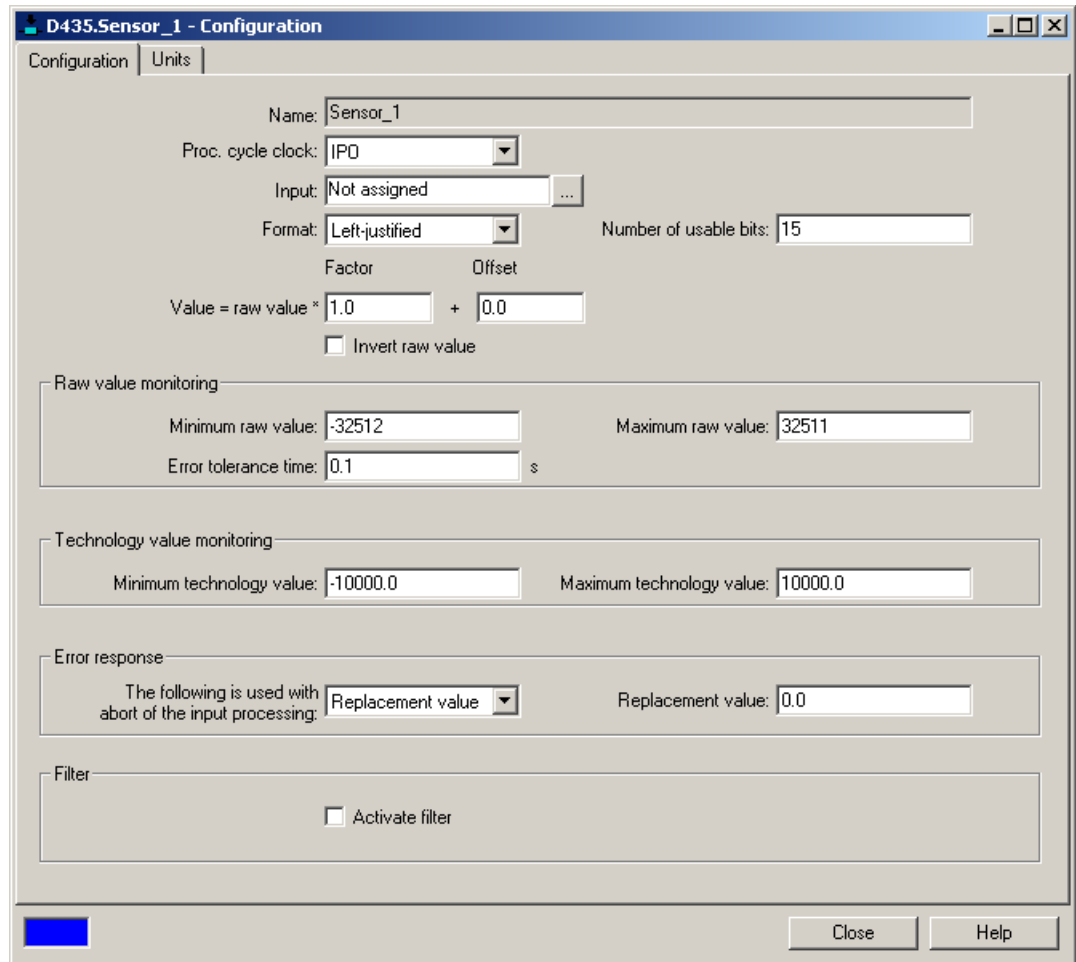 D435.Sensor_1 - Configuration
Configuration Units
Name: Sensor_1
Proc. cycle clock: IPO
Input: Not assigned ...
Format: Left-justified Number of usable bits: 15
Factor Offset
Value = raw value * 1.0 + 0.0
Invert raw value
Raw value monitoring
Minimum raw value: -32512 Maximum raw value: 32511
Error tolerance time: 0.1 s
Technology value monitoring
Minimum technology value: -10000.0 Maximum technology value: 10000.0
Error response
The following is used with
abort of the input processing: Replacement value Replacement value: 0.0
Filter
Activate filter
Close Help